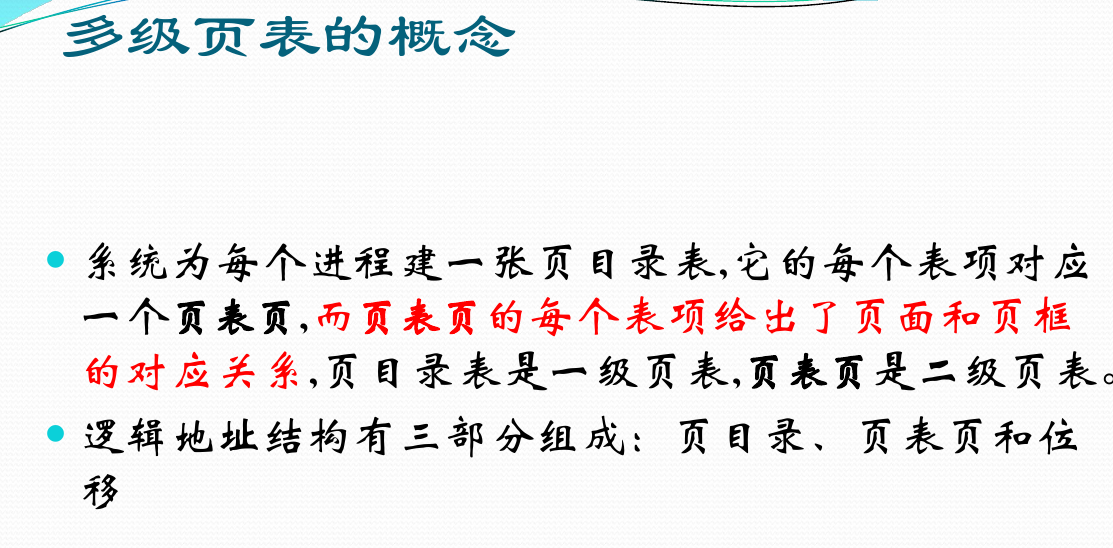 多级页表的概念
系统为每个进程建一张页目录表,它的每个表项对应
一个页表页,而页表页的每个表项给出了页面和页框
的对应关系,页目录表是一级页表,页表页是二级页表。
逻辑地址结构有三部分组成：页目录、页表页和位
移